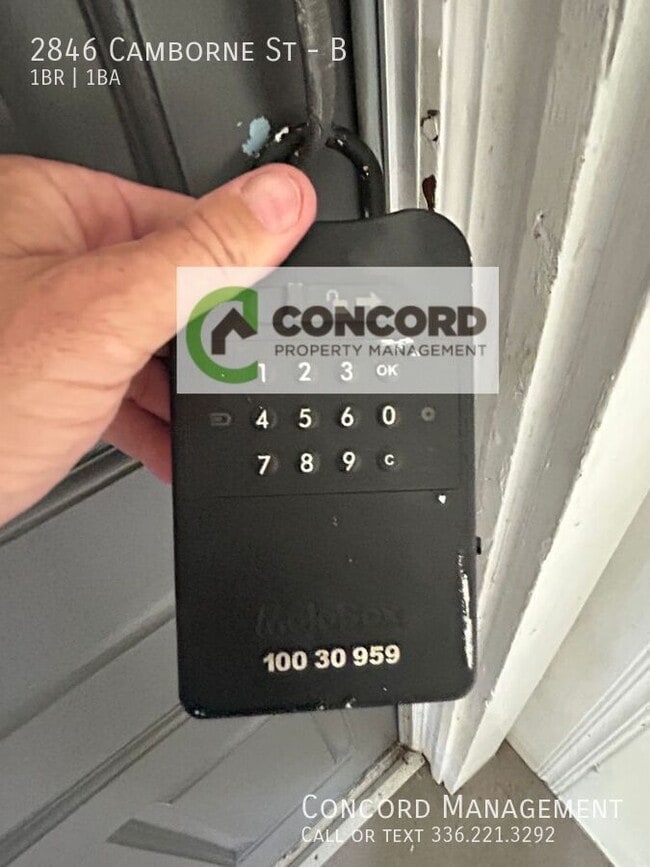 2846 Camborne St - B
1BR | 1BA
CONCORD
PROPERTY MANAGEMENT
1 2 3 OK
4 5 6 0
7 8 9 C
100 30 959
Concord Management
Call or text 336.221.3292